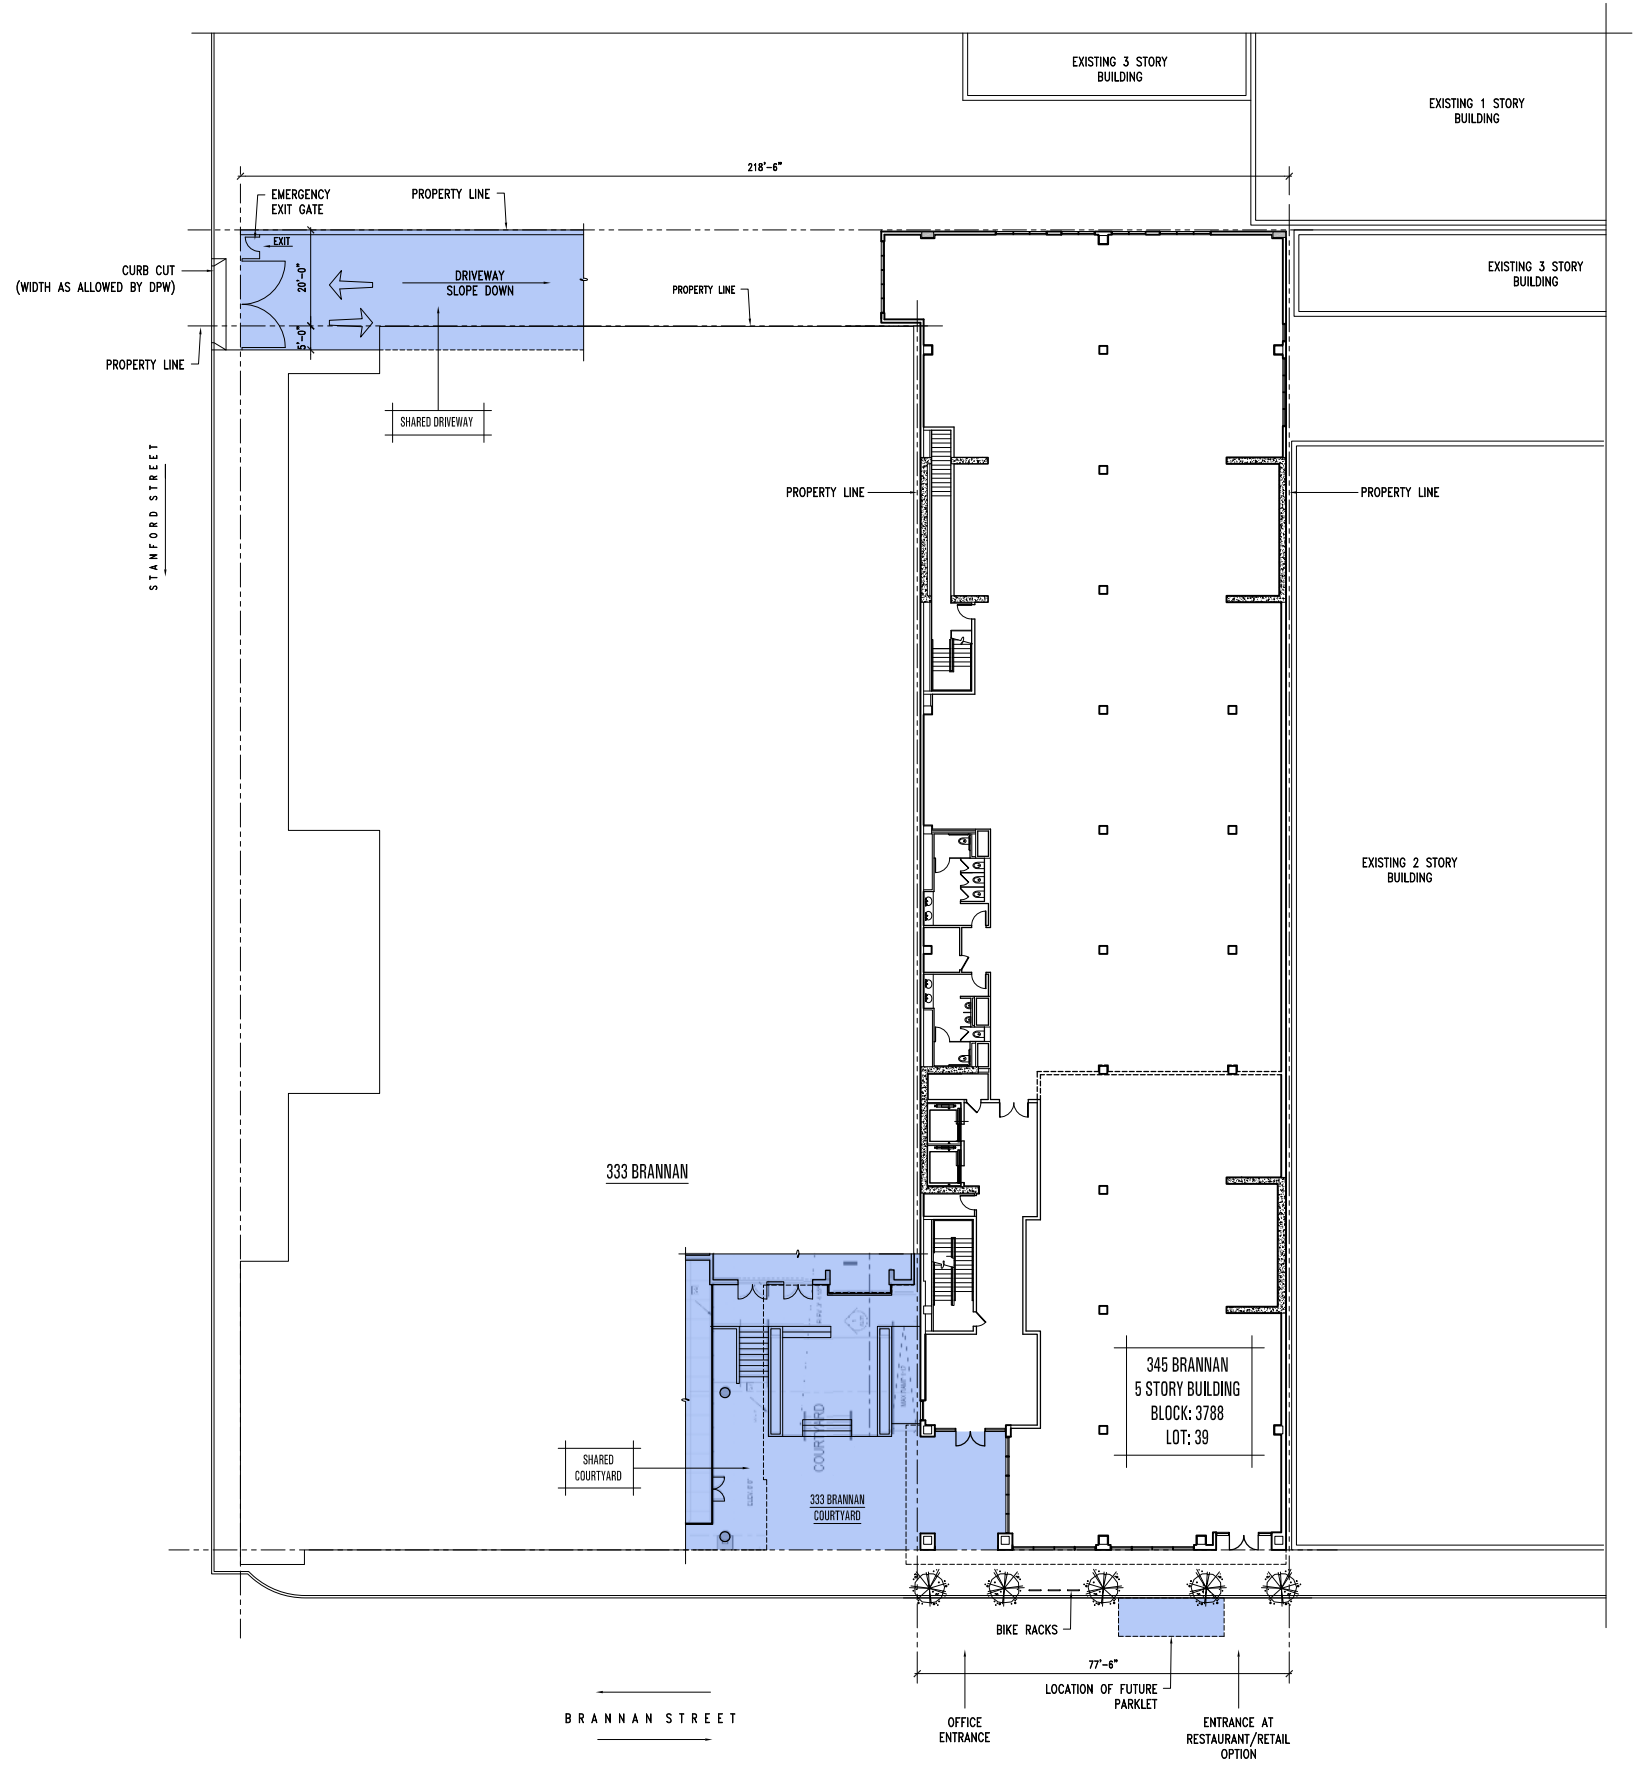 EXISTING 3 STORY
BUILDING
EXISTING 1 STORY
BUILDING
218'-6"
EMERGENCY
EXIT GATE
PROPERTY LINE
EXIT
CURB CUT
(WIDTH AS ALLOWED BY DPW)
20'-0"
DRIVEWAY
SLOPE DOWN
PROPERTY LINE
EXISTING 3 STORY
BUILDING
5'-0"
PROPERTY LINE
SHARED DRIVEWAY
STANFORD STREET
PROPERTY LINE
PROPERTY LINE
EXISTING 2 STORY
BUILDING
333 BRANNAN
345 BRANNAN
5 STORY BUILDING
BLOCK: 3788
LOT: 39
COURTYARD
SHARED
COURTYARD
333 BRANNAN
COURTYARD
BIKE RACKS
77'-6"
LOCATION OF FUTURE
PARKLET
BRANNAN STREET
OFFICE
ENTRANCE
ENTRANCE AT
RESTAURANT/RETAIL
OPTION